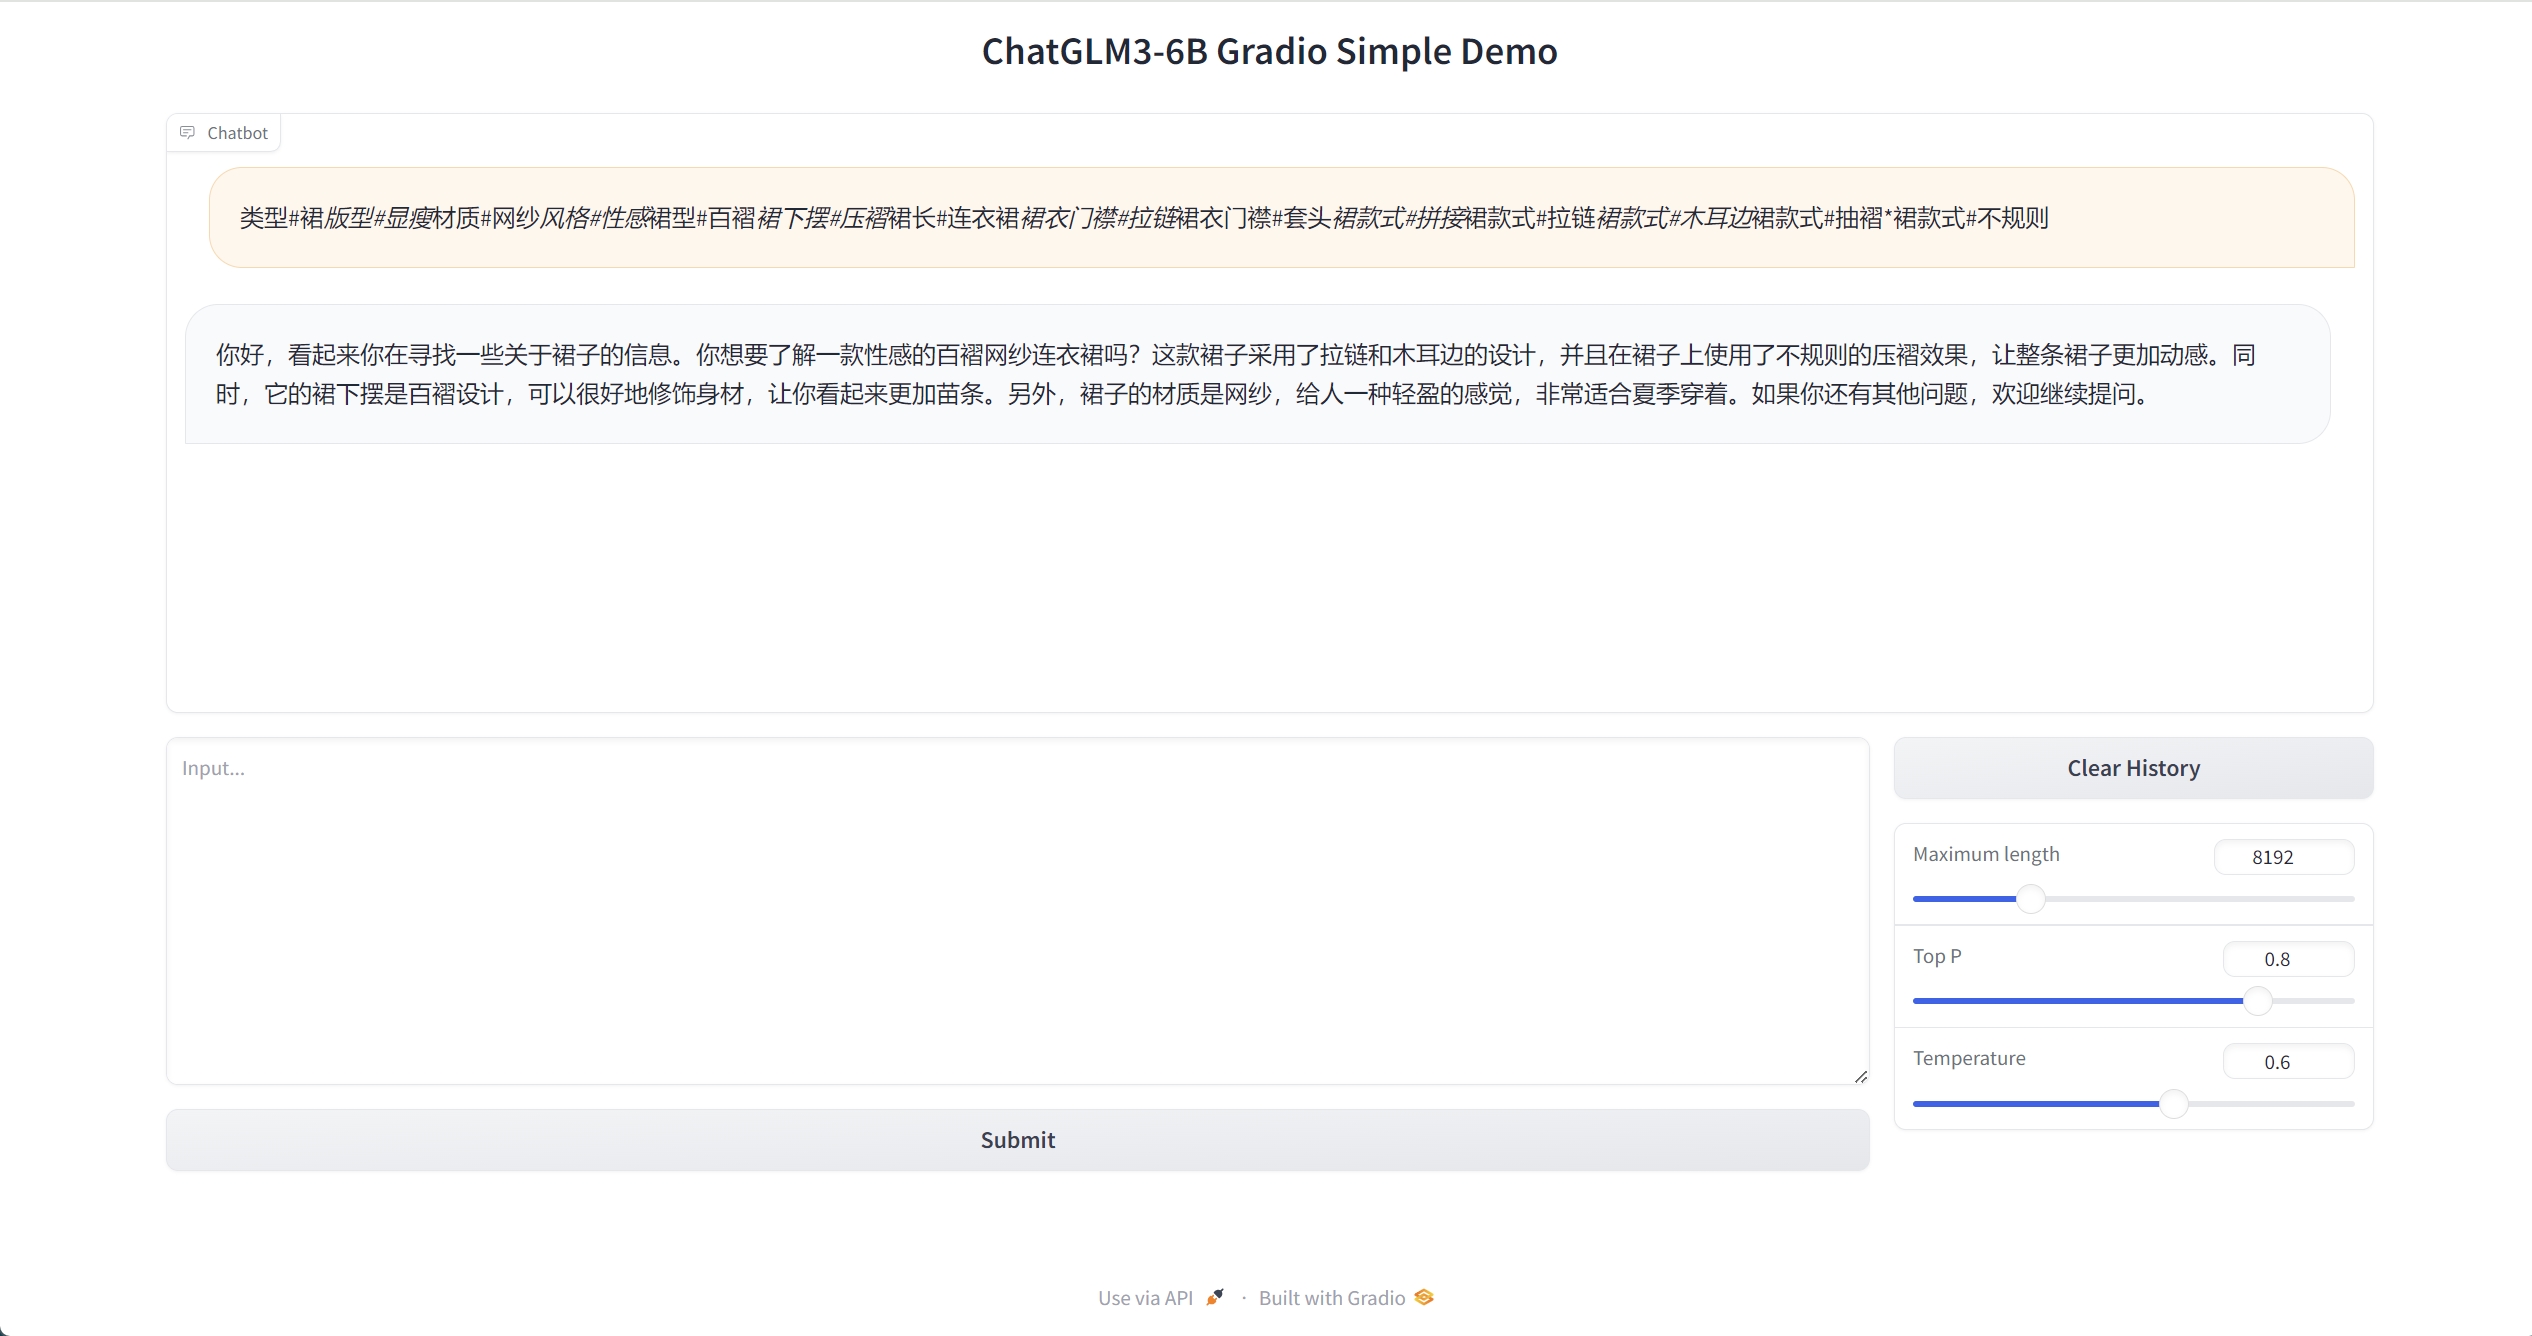 ChatGLM3-6B Gradio Simple Demo
Chatbot
类型#裙版型#显瘦材质#网纱风格#性感裙型#百褶裙下摆#压褶裙长#连衣裙裙衣门襟#拉链裙衣门襟#套头裙款式#拼接裙款式#拉链裙款式#木耳边裙款式#抽褶*裙款式#不规则
你好，看起来你在寻找一些关于裙子的信息。你想要了解一款性感的百褶网纱连衣裙吗？这款裙子采用了拉链和木耳边的设计，并且在裙子上使用了不规则的压褶效果，让整条裙子更加动感。同
时，它的裙下摆是百褶设计，可以很好地修饰身材，让你看起来更加苗条。另外，裙子的材质是网纱，给人一种轻盈的感觉，非常适合夏季穿着。如果你还有其他问题，欢迎继续提问。
Input...
Submit
Clear History
Maximum length 8192
Top P 0.8
Temperature 0.6
Use via API · Built with Gradio